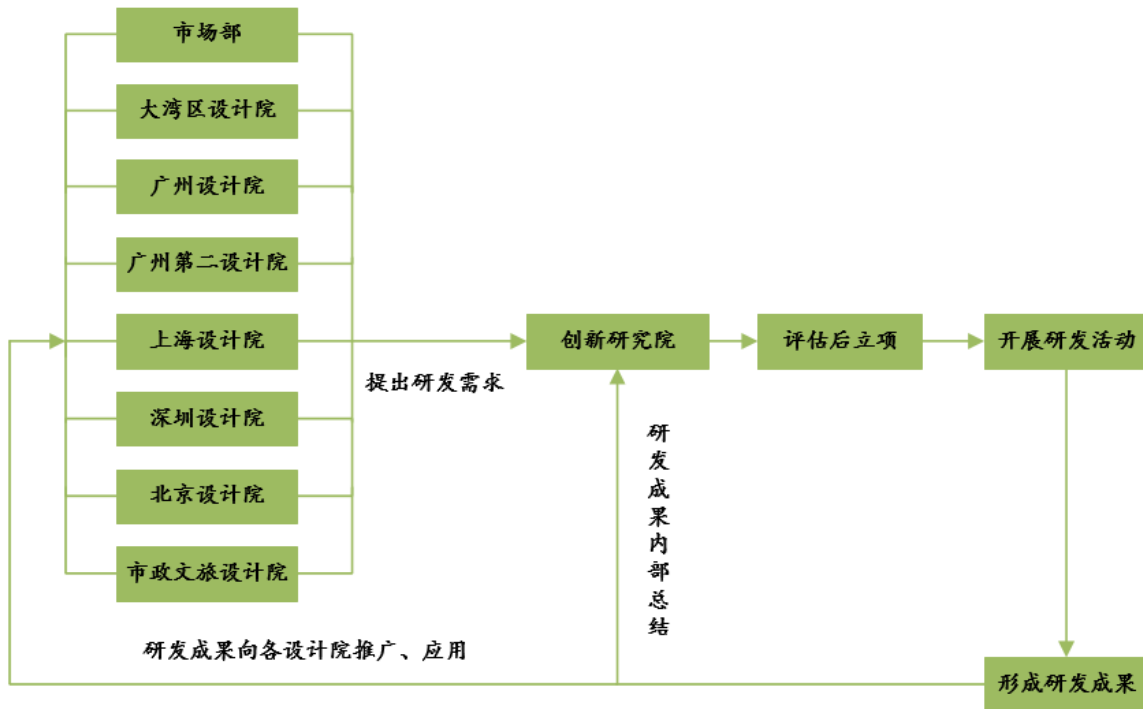 市场部
大湾区设计院
广州设计院
广州第二设计院
上海设计院
深圳设计院
北京设计院
市政文旅设计院
提出研发需求
创新研究院
评估后立项
开展研发活动
研发成果内部总结
形成研发成果
研发成果向各设计院推广、应用